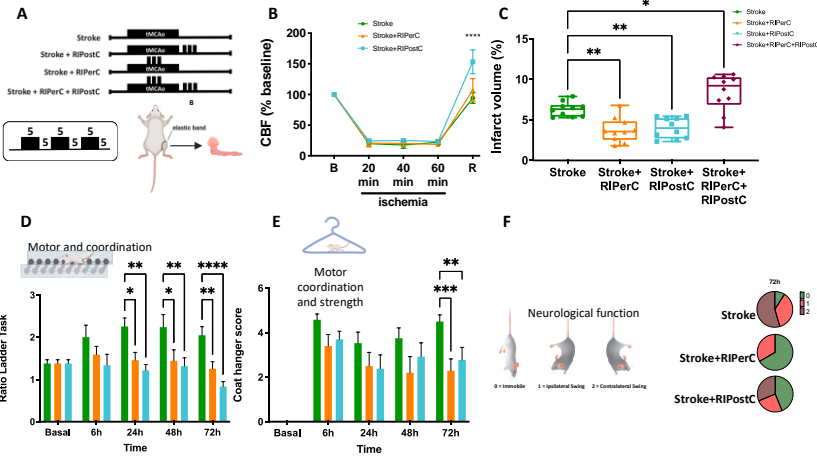 A
Stroke
tMCAo
Stroke + RIPostC
tMCAo
Stroke + RIPerC
tMCAo
Stroke + RIPerC + RIPostC
tMCAo
B
5 5 5
5 5 5
elastic band
B
Stroke
Stroke+RIPerC
Stroke+RIPostC
****
CBF (% baseline)
150
100
50
0
B 20 min 40 min 60 min R
ischemia
C
Stroke
Stroke+RIPerC
Stroke+RIPostC
Stroke+RIPerC+RIPostC
*
**
**
Infarct volume (%)
15
10
5
0
Stroke Stroke+ RIPerC Stroke+ RIPostC Stroke+ RIPerC+ RIPostC
D
Motor and coordination
** ** ****
* * **
Ratio Ladder Task
3
2
1
0
Basal 6h 24h 48h 72h
Time
E
Motor
coordination
and strength
**
***
Coat hanger score
6
4
2
0
Basal 6h 24h 48h 72h
Time
F
Neurological function
0 = Immobile 1 = Ipsilateral Swing 2 = Contralateral Swing
72h
0
1
2
Stroke
Stroke+RIPerC
Stroke+RIPostC